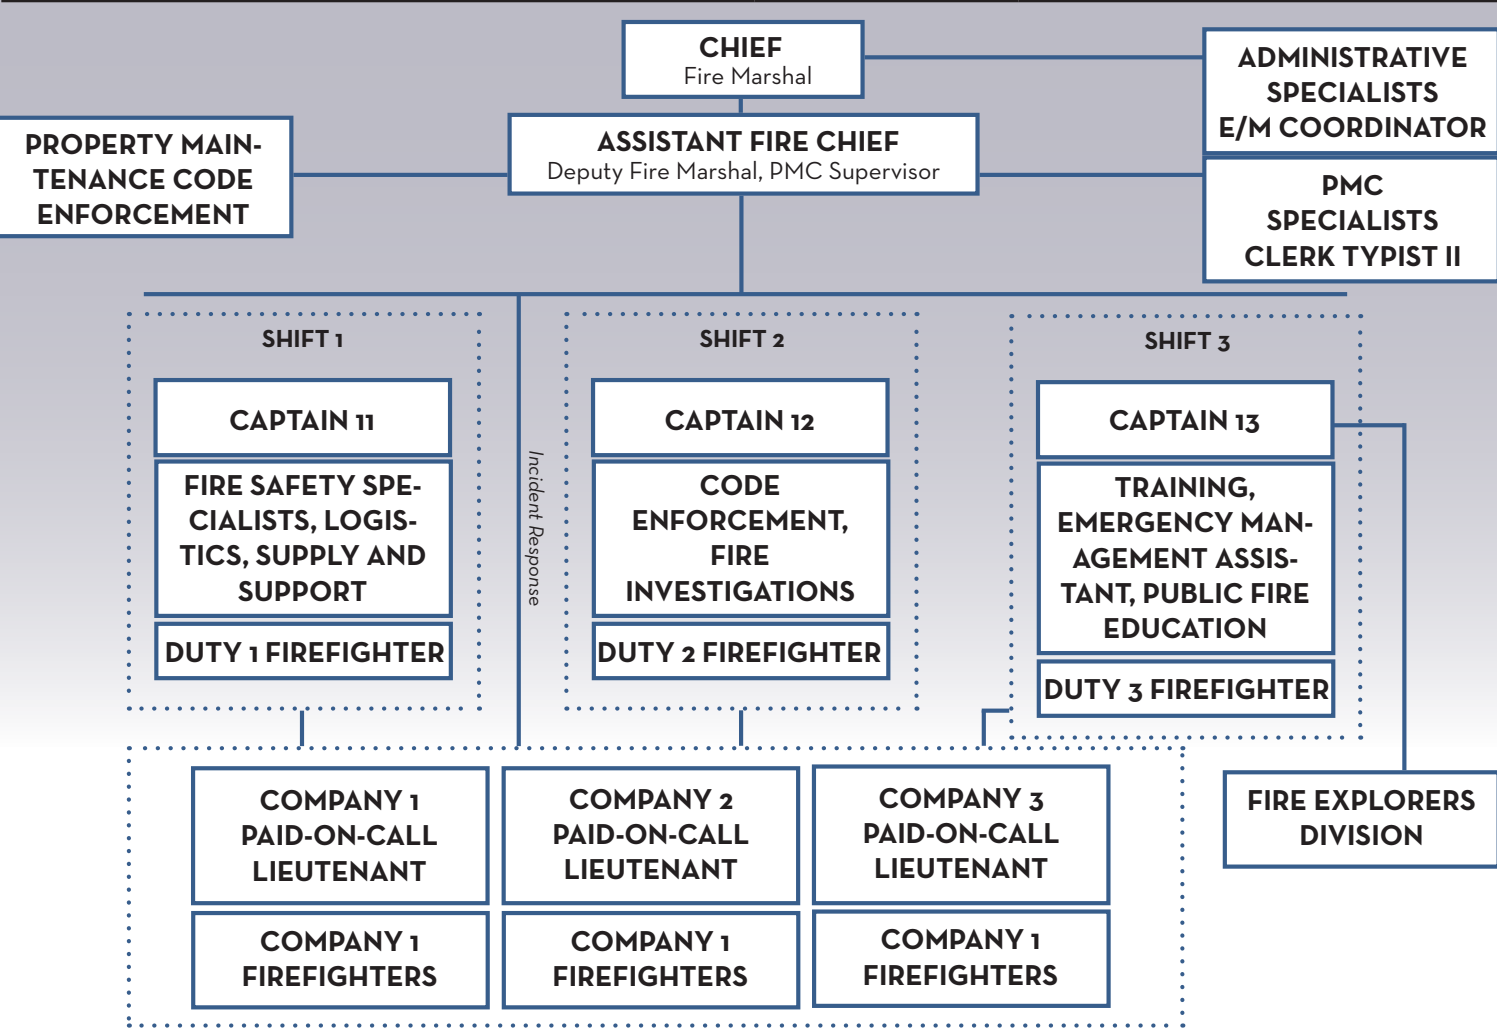 CHIEF
Fire Marshal
ADMINISTRATIVE
SPECIALISTS
E/M COORDINATOR
PROPERTY MAIN-
TENANCE CODE
ENFORCEMENT
ASSISTANT FIRE CHIEF
Deputy Fire Marshal, PMC Supervisor
PMC
SPECIALISTS
CLERK TYPIST II
SHIFT 1
CAPTAIN 11
FIRE SAFETY SPE-
CIALISTS, LOGIS-
TICS, SUPPLY AND
SUPPORT
DUTY 1 FIREFIGHTER
Incident Response
SHIFT 2
CAPTAIN 12
CODE
ENFORCEMENT,
FIRE
INVESTIGATIONS
DUTY 2 FIREFIGHTER
SHIFT 3
CAPTAIN 13
TRAINING,
EMERGENCY MAN-
AGEMENT ASSIS-
TANT, PUBLIC FIRE
EDUCATION
DUTY 3 FIREFIGHTER
COMPANY 1
PAID-ON-CALL
LIEUTENANT
COMPANY 1
FIREFIGHTERS
COMPANY 2
PAID-ON-CALL
LIEUTENANT
COMPANY 1
FIREFIGHTERS
COMPANY 3
PAID-ON-CALL
LIEUTENANT
COMPANY 1
FIREFIGHTERS
FIRE EXPLORERS
DIVISION